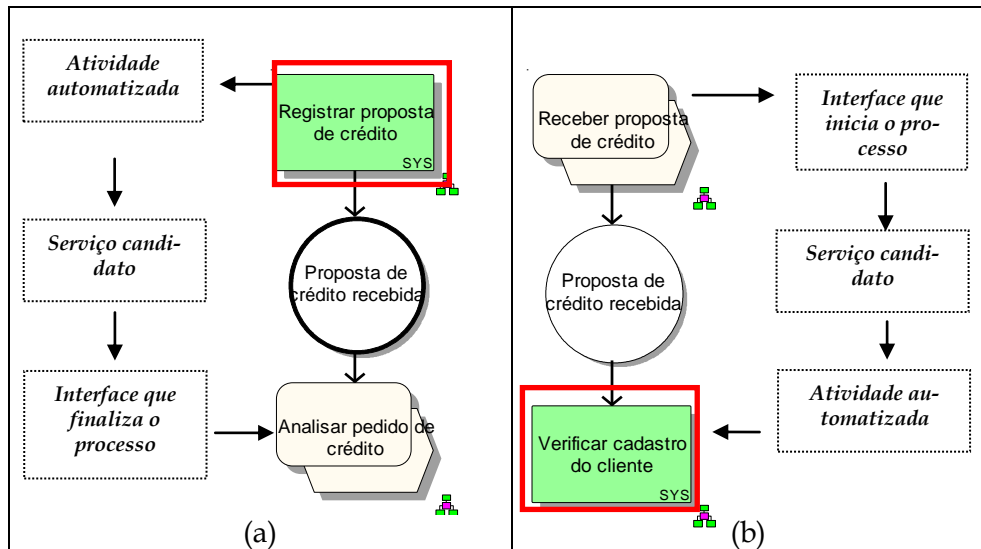 Atividade
automatizada
Registrar proposta
de crédito
SYS
Serviço candi-
dato
Proposta de
crédito recebida
Interface que
finaliza o
processo
Analisar pedido de
crédito
(a)
Receber proposta
de crédito
Interface que
inicia o pro-
cesso
Proposta de
crédito recebida
Serviço candi-
dato
Verificar cadastro
do cliente
SYS
Atividade au-
tomatizada
(b)